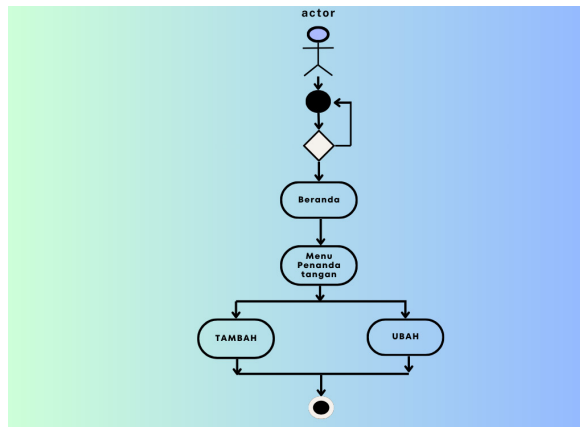 actor
Beranda
Menu
Penanda
tangan
TAMBAH
UBAH